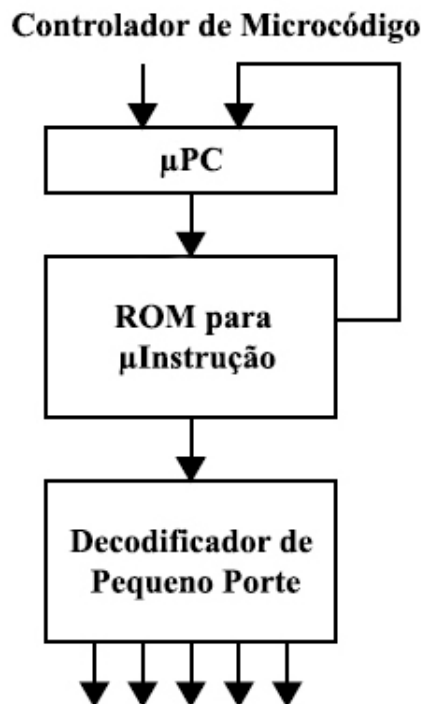 Controlador de Microcódigo
μPC
ROM para
μInstrução
Decodificador de
Pequeno Porte